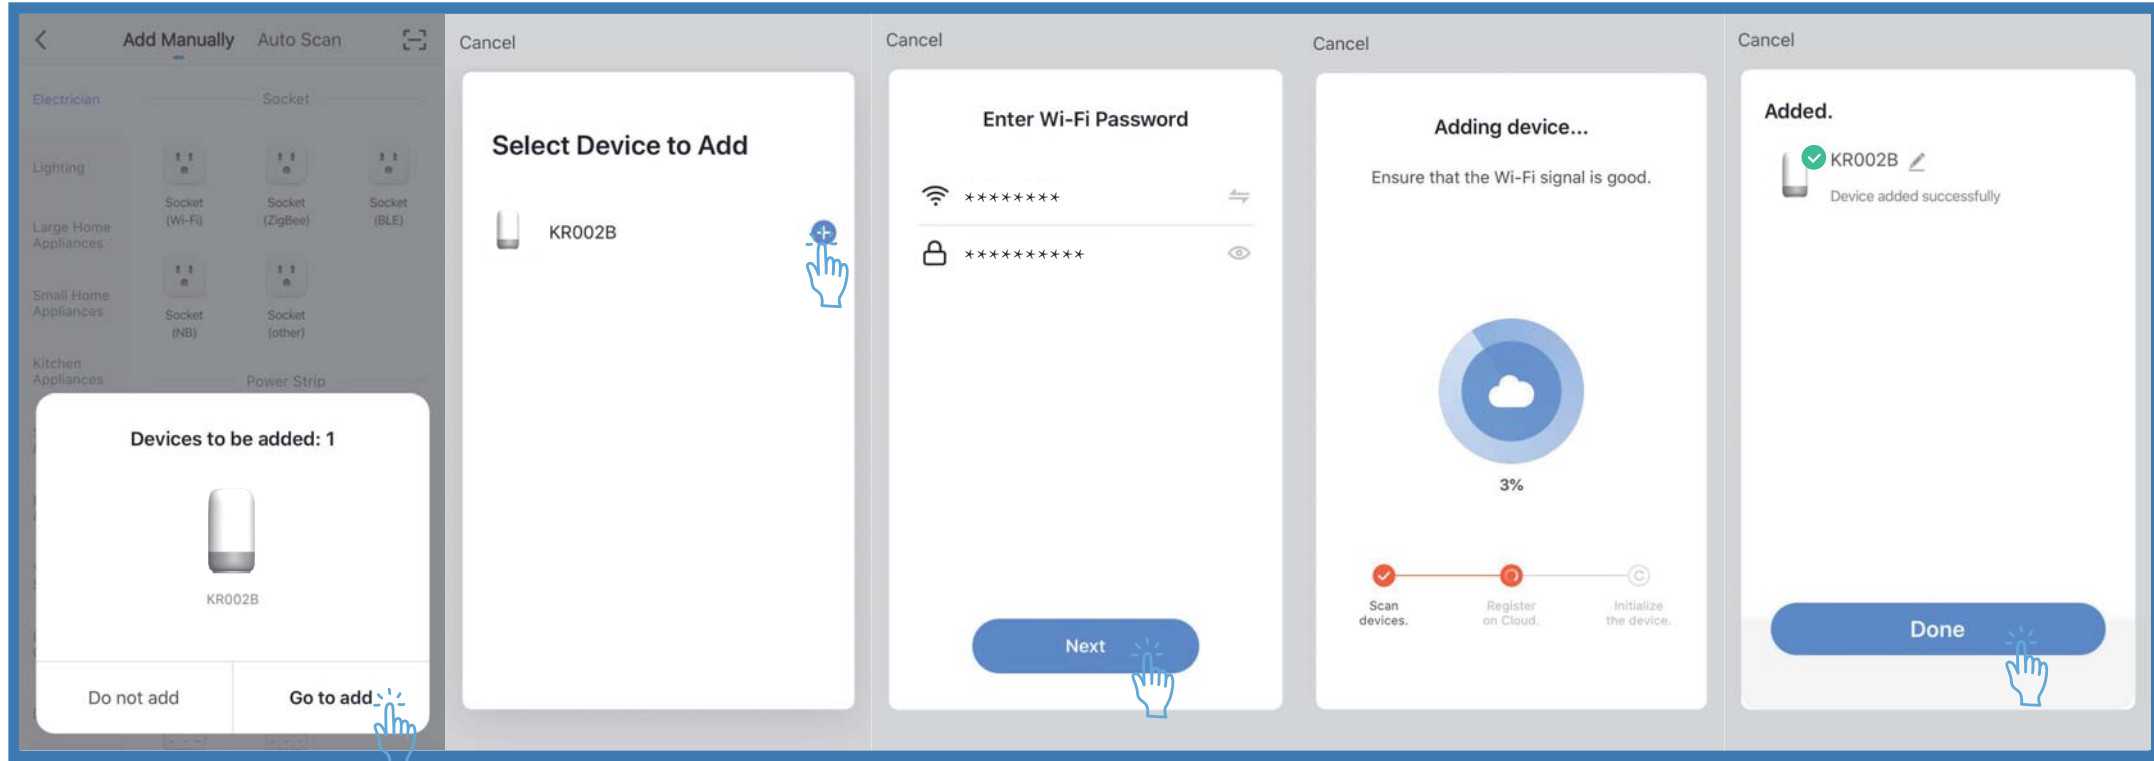 Add Manually Auto Scan
Electrician
Socket
Lighting
Socket
(Wi-Fi)
Socket
(ZigBee)
Socket
(BLE)
Large Home
Appliances
Small Home
Appliances
Socket
(NB)
Socket
(other)
Kitchen
Appliances
Power Strip
Devices to be added: 1
KR002B
Do not add
Go to add
Cancel
Select Device to Add
KR002B
Cancel
Enter Wi-Fi Password
********
**********
Next
Cancel
Adding device...
Ensure that the Wi-Fi signal is good.
3%
Scan
devices.
Register
on Cloud.
Initialize
the device.
Cancel
Added.
KR002B
Device added successfully
Done